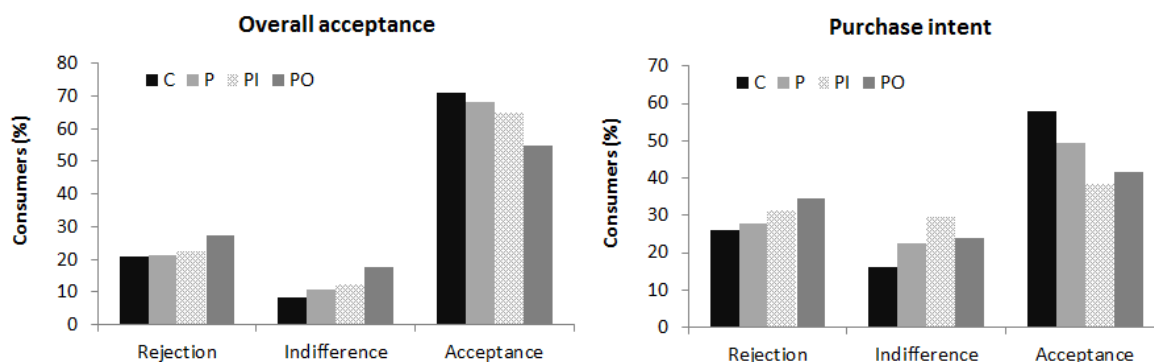 Overall acceptance
80
70
60
50
40
30
20
10
0
Consumers (%)
C P PI PO
Rejection Indifference Acceptance
Purchase intent
70
60
50
40
30
20
10
0
Consumers (%)
C P PI PO
Rejection Indifference Acceptance